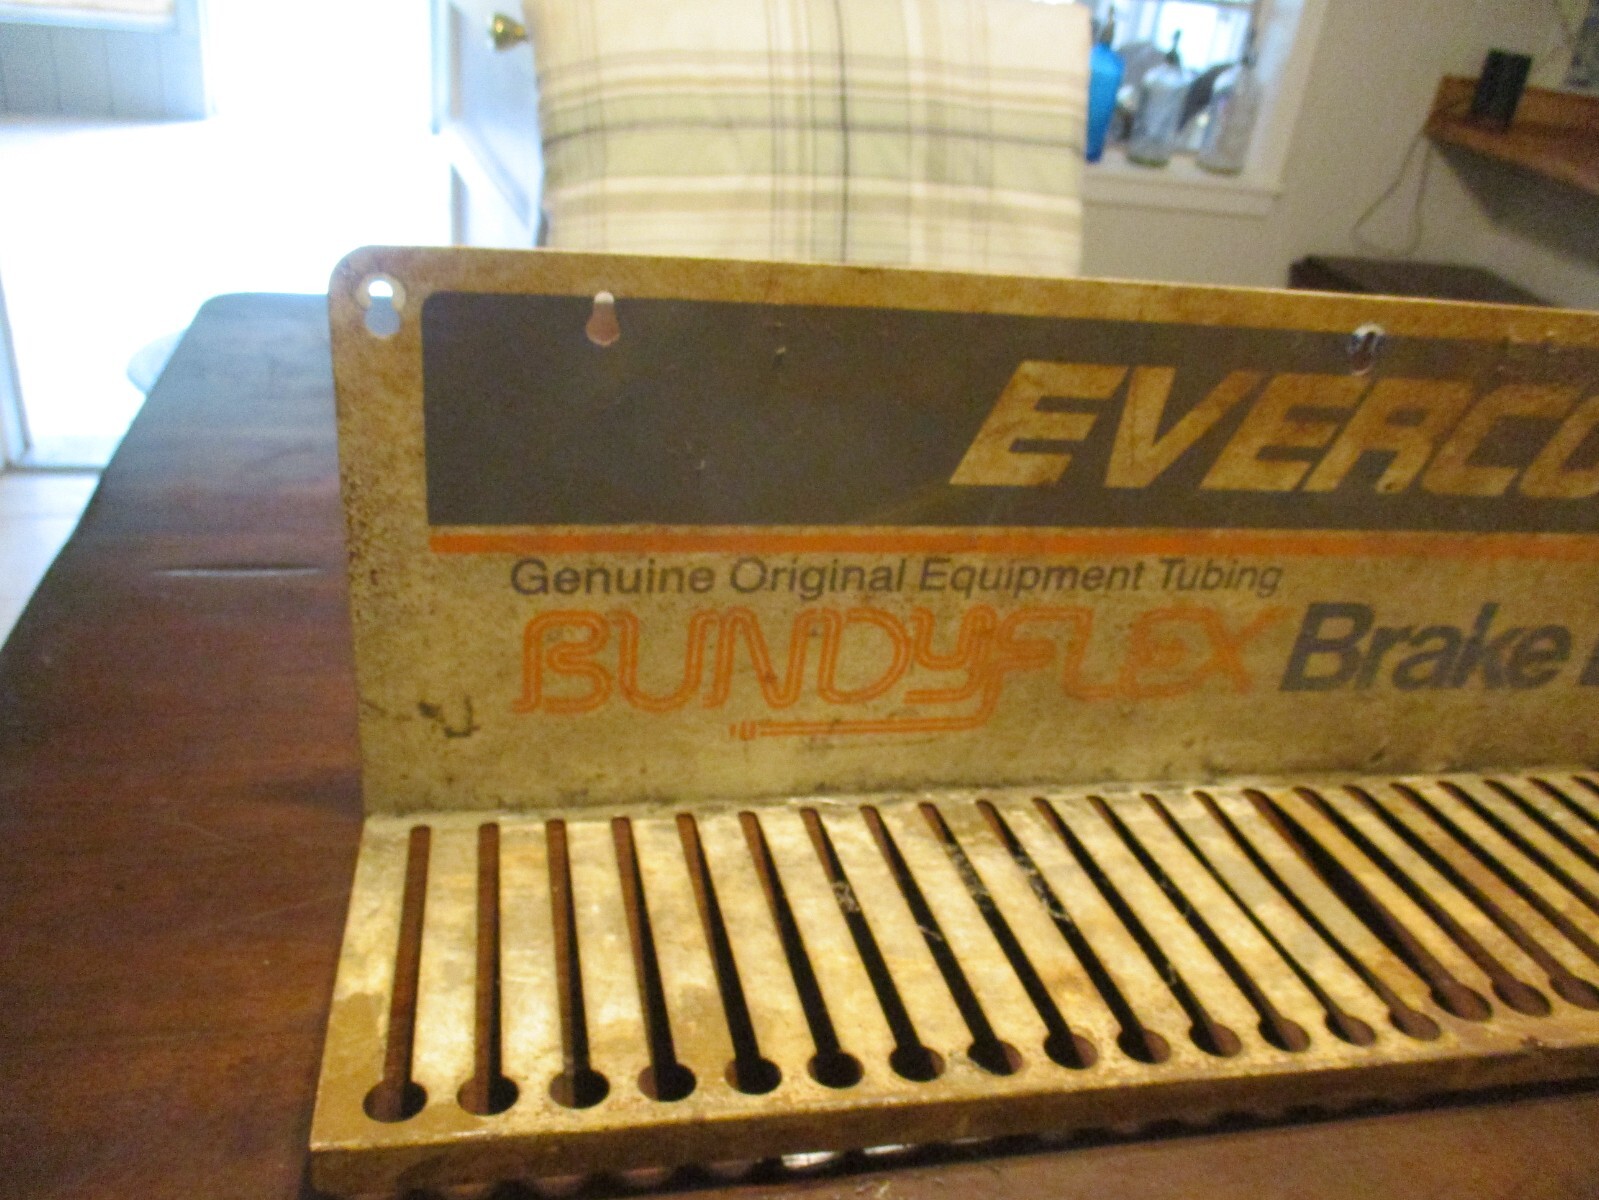 EVERCO
Genuine Original Equipment Tubing
BUNDYFLEX Brake